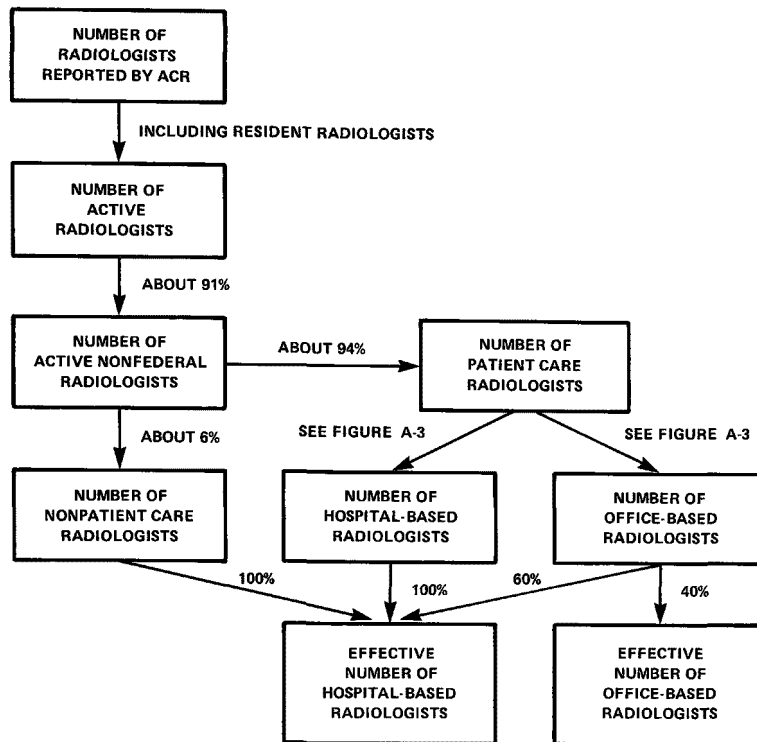 NUMBER OF
RADIOLOGISTS
REPORTED BY ACR
INCLUDING RESIDENT RADIOLOGISTS
NUMBER OF
ACTIVE
RADIOLOGISTS
ABOUT 91%
NUMBER OF
ACTIVE NONFEDERAL
RADIOLOGISTS
ABOUT 94%
NUMBER OF
PATIENT CARE
RADIOLOGISTS
ABOUT 6%
SEE FIGURE A-3
SEE FIGURE A-3
NUMBER OF
NONPATIENT CARE
RADIOLOGISTS
NUMBER OF
HOSPITAL-BASED
RADIOLOGISTS
NUMBER OF
OFFICE-BASED
RADIOLOGISTS
100%
100%
60%
40%
EFFECTIVE
NUMBER OF
HOSPITAL-BASED
RADIOLOGISTS
EFFECTIVE
NUMBER OF
OFFICE-BASED
RADIOLOGISTS